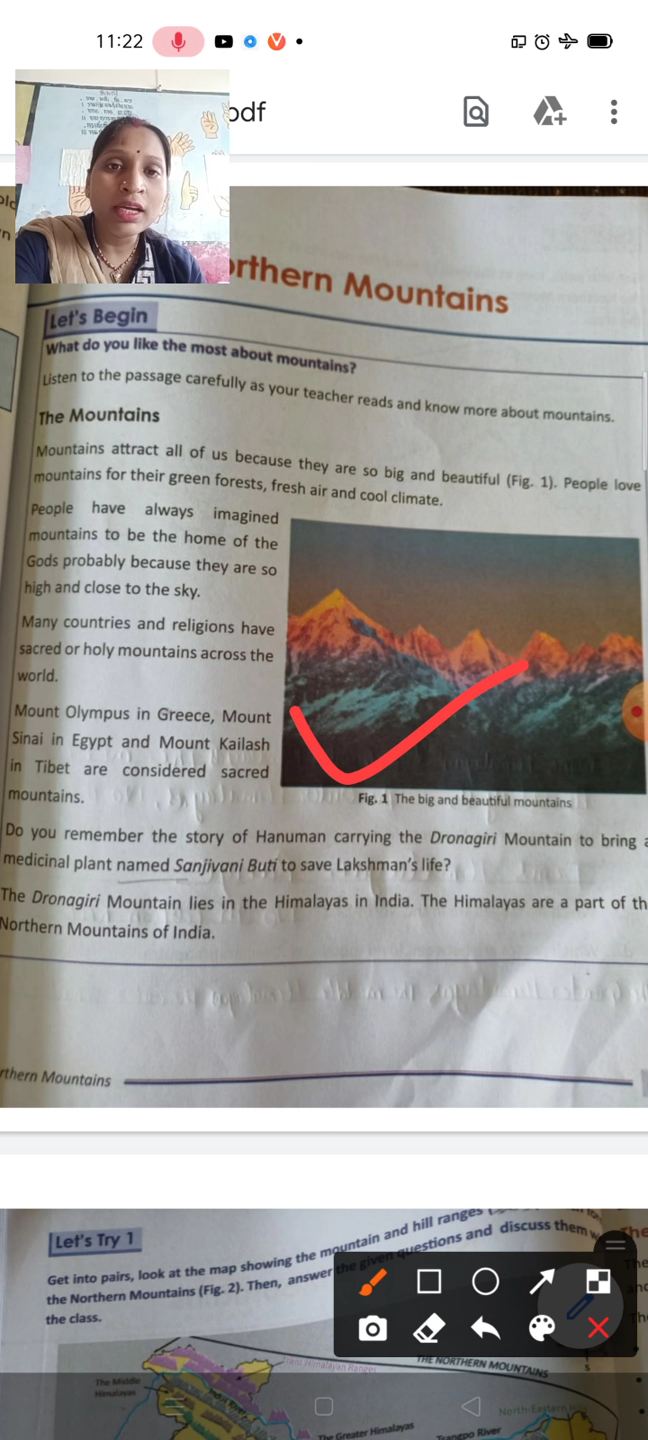 11:22
pdf
rthern Mountains
Let's Begin
What do you like the most about mountains?
Listen to the passage carefully as your teacher reads and know more about mountains.
The Mountains
Mountains attract all of us because they are so big and beautiful (Fig. 1). People love
mountains for their green forests, fresh air and cool climate.
People have always imagined
mountains to be the home of the
Gods probably because they are so
high and close to the sky.
Many countries and religions have
sacred or holy mountains across the
world.
Mount Olympus in Greece, Mount
Sinai in Egypt and Mount Kailash
in Tibet are considered sacred
mountains.
Fig. 1 The big and beautiful mountains
Do you remember the story of Hanuman carrying the Dronagiri Mountain to bring a
medicinal plant named Sanjivani Buti to save Lakshman's life?
The Dronagiri Mountain lies in the Himalayas in India. The Himalayas are a part of th
Northern Mountains of India.
rthern Mountains
Let's Try 1
Get into pairs, look at the map showing the mountain and hill ranges
the Northern Mountains (Fig. 2). Then, answer the given questions and discuss them
the class.
THE NORTHERN MOUNTAINS
Trans Himalayan Ranges
The Middle
Himalayas
Indus River
North-Eastern Hills
The Greater Himalayas
Tsangpo River